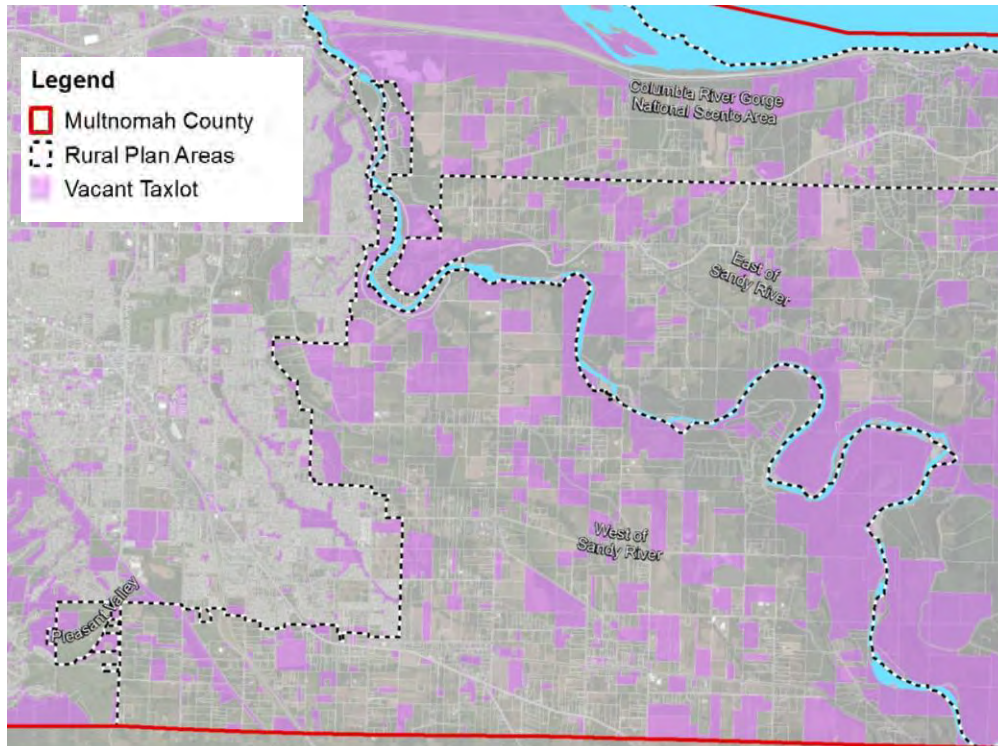 Legend
Multnomah County
Rural Plan Areas
Vacant Taxlot
Columbia River Gorge
National Scenic Area
East of
Sandy River
West of
Sandy River
Pleasant Valley